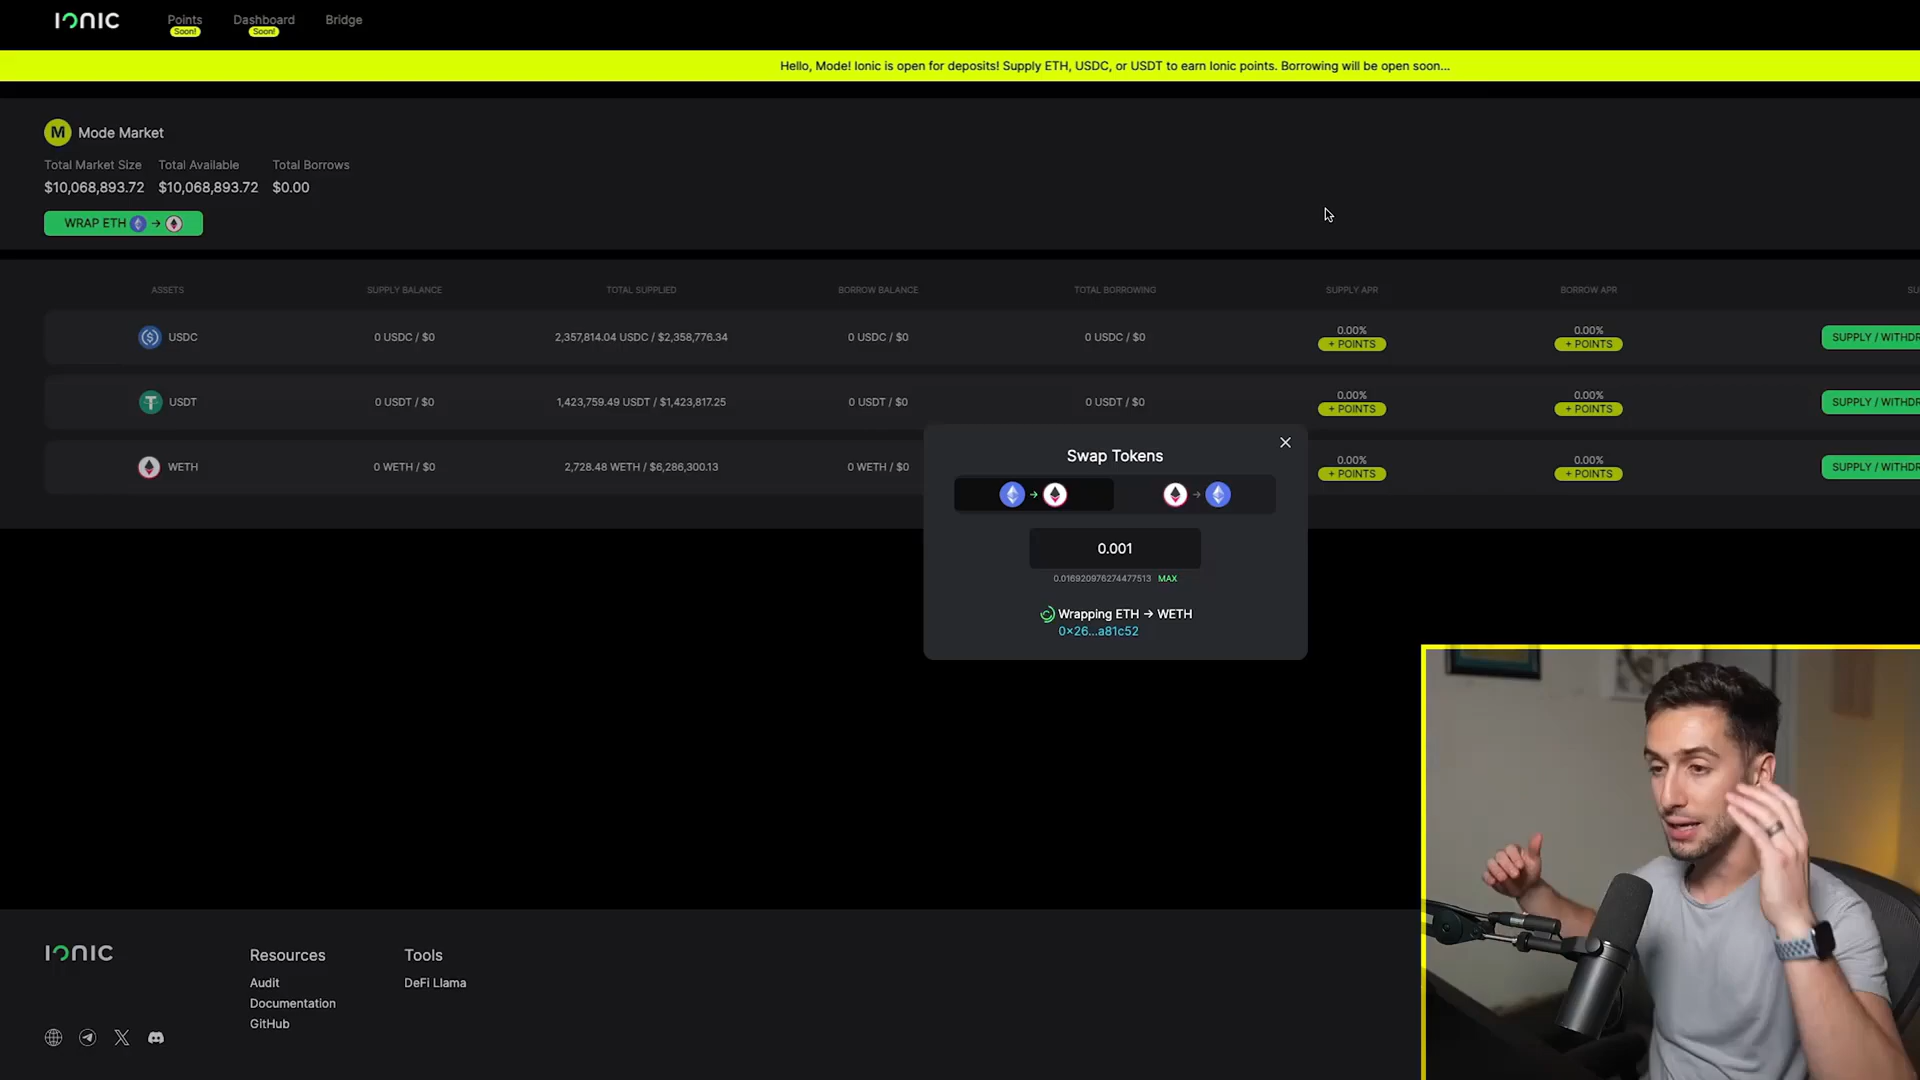 IONIC
Points
Soon!
Dashboard
Soon!
Bridge
Hello, Mode! Ionic is open for deposits! Supply ETH, USDC, or USDT to earn Ionic points. Borrowing will be open soon...
M Mode Market
Total Market Size Total Available Total Borrows
$10,068,893.72 $10,068,893.72 $0.00
WRAP ETH →
ASSETS SUPPLY BALANCE TOTAL SUPPLIED BORROW BALANCE TOTAL BORROWING SUPPLY APR BORROW APR SU
USDC 0 USDC / $0 2,357,814.04 USDC / $2,358,776.34 0 USDC / $0 0 USDC / $0 0.00% 0.00% SUPPLY / WITHDR
+ POINTS + POINTS
USDT 0 USDT / $0 1,423,759.49 USDT / $1,423,817.25 0 USDT / $0 0 USDT / $0 0.00% 0.00% SUPPLY / WITHDR
+ POINTS + POINTS
WETH 0 WETH / $0 2,728.48 WETH / $6,286,300.13 0 WETH / $0 0.00% 0.00% SUPPLY / WITHDR
+ POINTS + POINTS
Swap Tokens
→ →
0.001
0.016920976274477513 MAX
Wrapping ETH → WETH
0x26...a81c52
IONIC
Resources
Audit
Documentation
GitHub
Tools
DeFi Llama